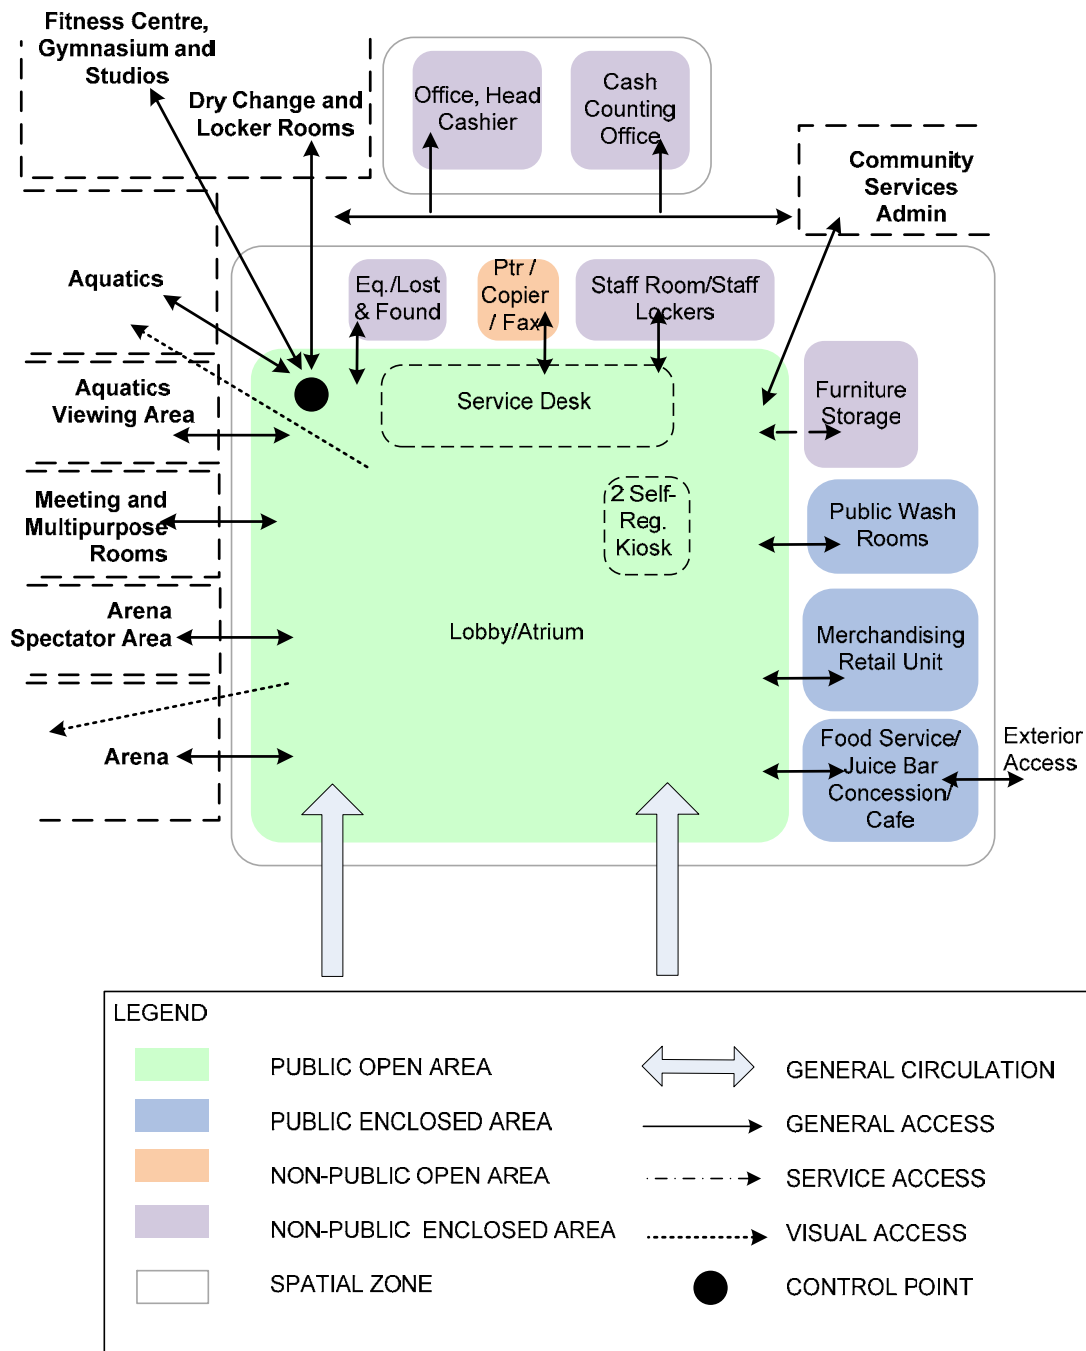 Fitness Centre,
Gymnasium and
Studios
Dry Change and
Locker Rooms
Office, Head
Cashier
Cash
Counting
Office
Community
Services
Admin
Aquatics
Eq./Lost
& Found
Ptr /
Copier
/ Fax
Staff Room/Staff
Lockers
Aquatics
Viewing Area
Service Desk
Furniture
Storage
Meeting and
Multipurpose
Rooms
2 Self-
Reg.
Kiosk
Public Wash
Rooms
Arena
Spectator Area
Lobby/Atrium
Merchandising
Retail Unit
Arena
Food Service/
Juice Bar
Concession/
Cafe
Exterior
Access
LEGEND
PUBLIC OPEN AREA
PUBLIC ENCLOSED AREA
NON-PUBLIC OPEN AREA
NON-PUBLIC ENCLOSED AREA
SPATIAL ZONE
GENERAL CIRCULATION
GENERAL ACCESS
SERVICE ACCESS
VISUAL ACCESS
CONTROL POINT